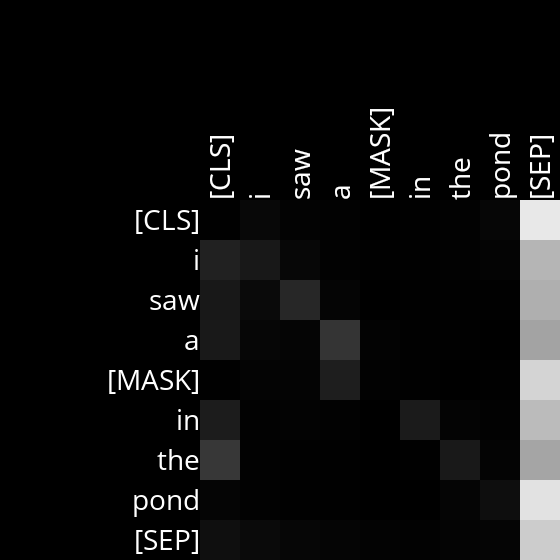 [CLS] i saw a [MASK] in the pond [SEP]
[CLS]
i
saw
a
[MASK]
in
the
pond
[SEP]